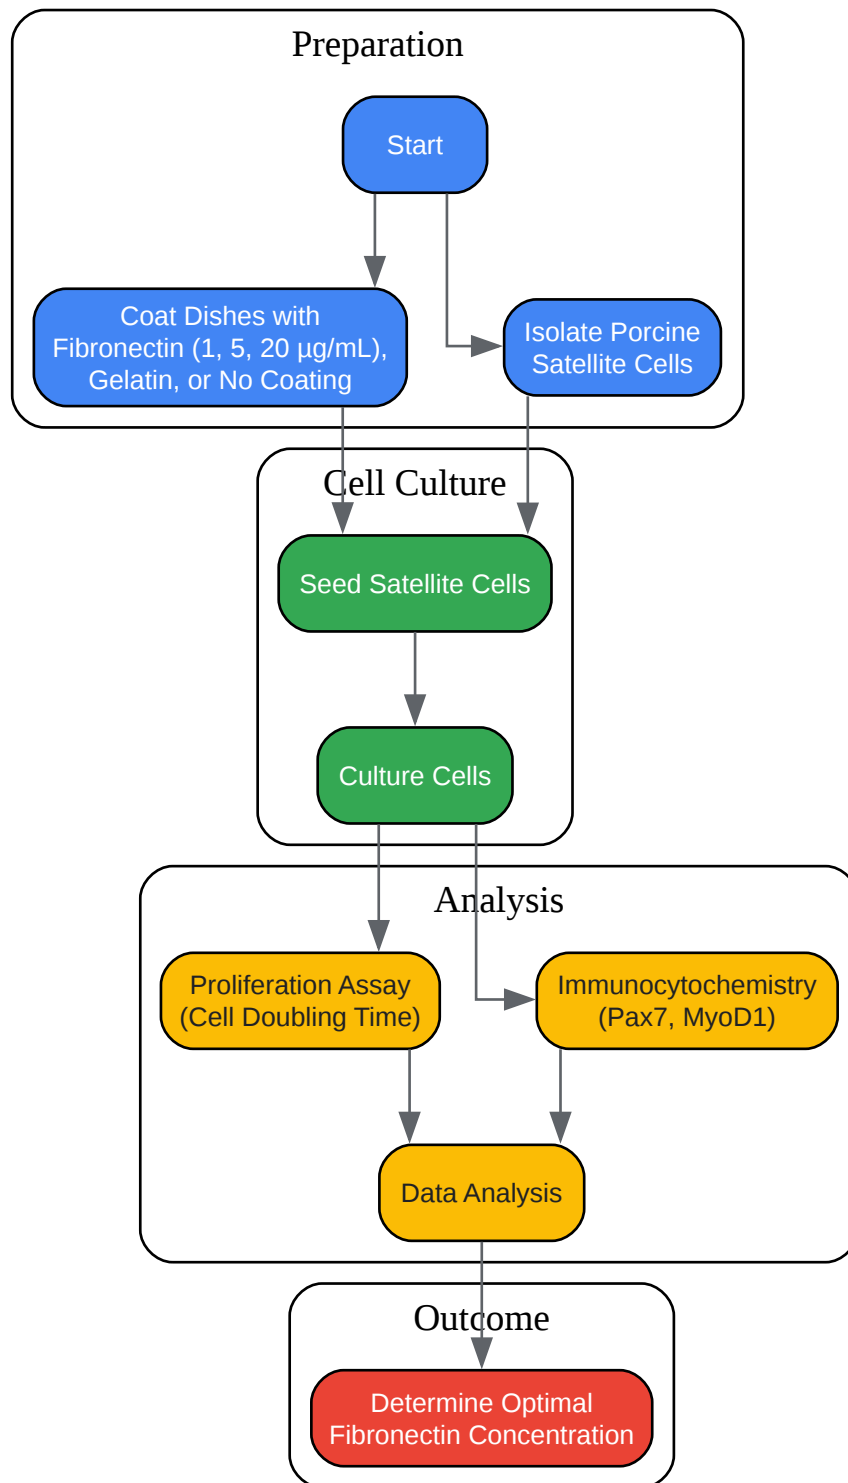 Preparation
Start
Coat Dishes with
Fibronectin (1, 5, 20 µg/mL),
Gelatin, or No Coating
Isolate Porcine
Satellite Cells
Cell Culture
Seed Satellite Cells
Culture Cells
Analysis
Proliferation Assay
(Cell Doubling Time)
Immunocytochemistry
(Pax7, MyoD1)
Data Analysis
Outcome
Determine Optimal
Fibronectin Concentration